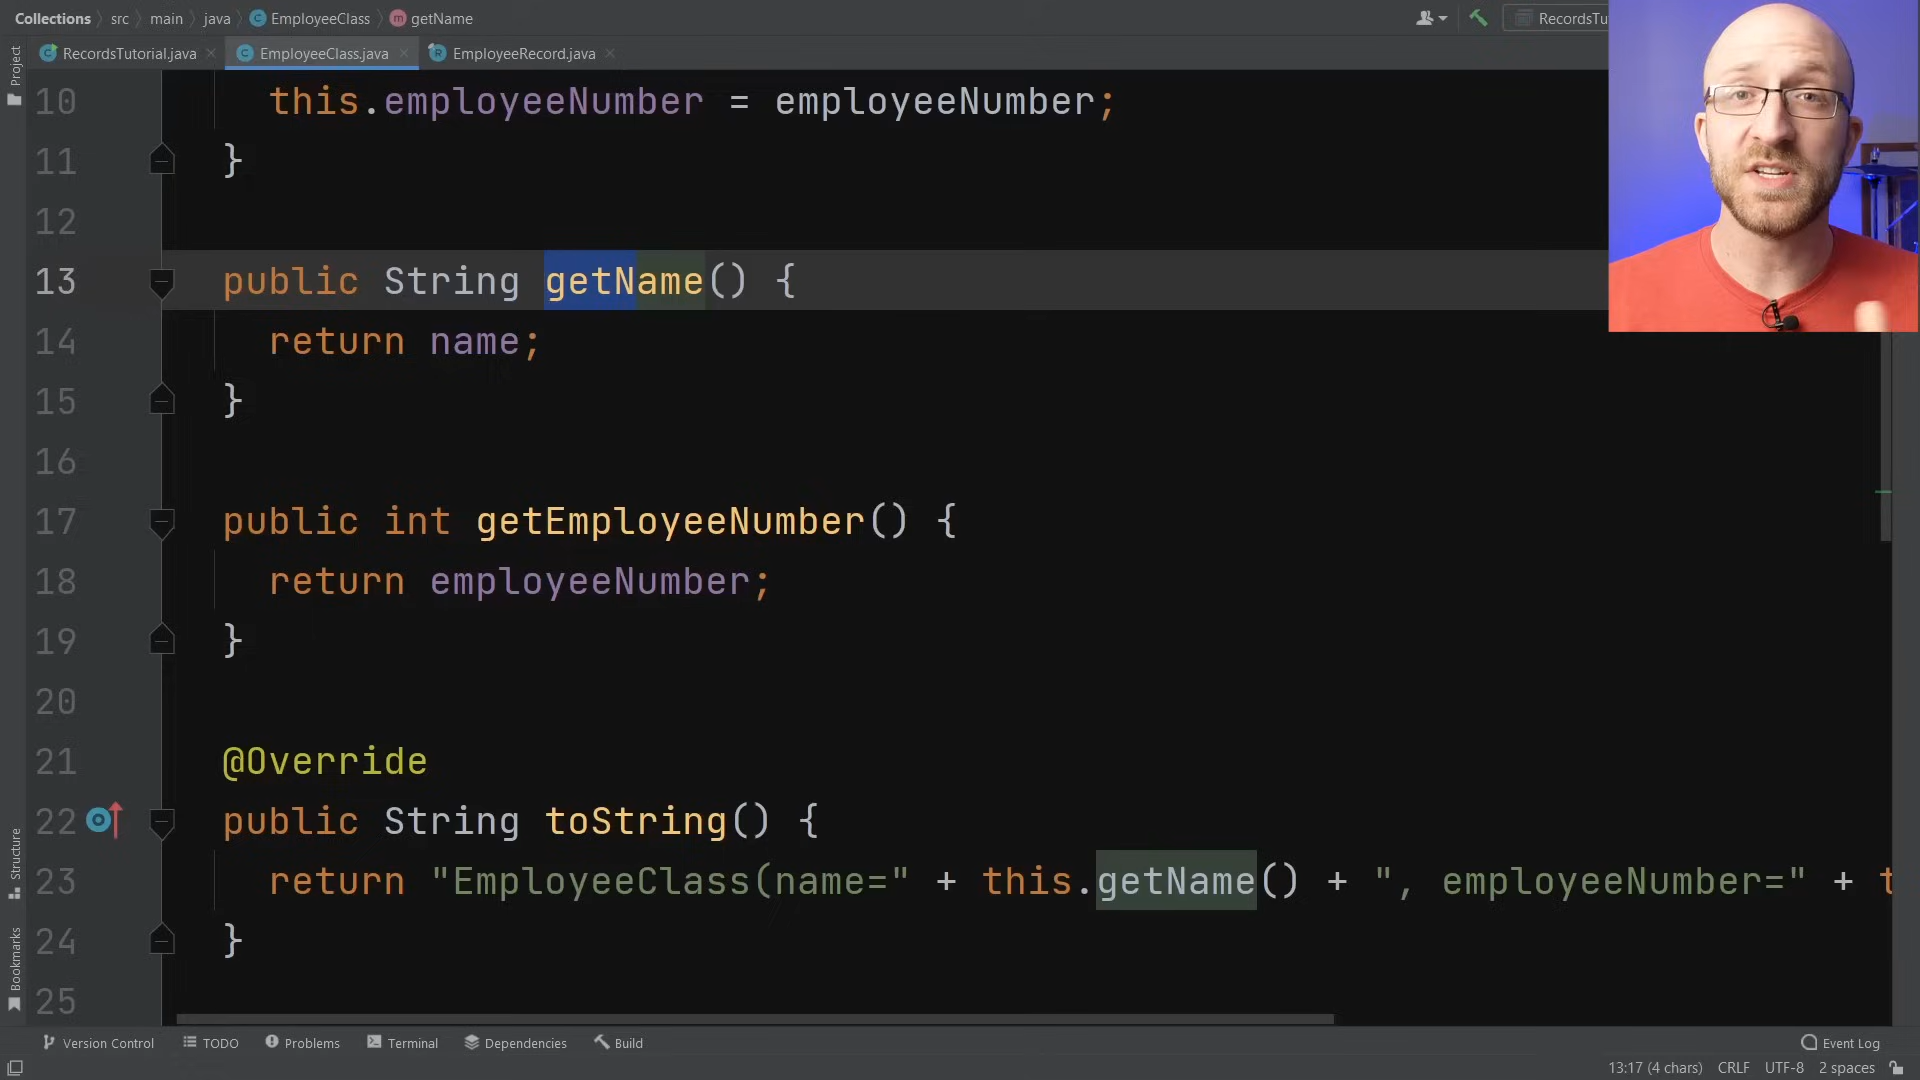 Collections src main java EmployeeClass getName
RecordsTu
RecordsTutorial.java EmployeeClass.java EmployeeRecord.java
Project
10 this.employeeNumber = employeeNumber;
11 }
12
13 public String getName() {
14 return name;
15 }
16
17 public int getEmployeeNumber() {
18 return employeeNumber;
19 }
20
21 @Override
22 public String toString() {
23 return "EmployeeClass(name=" + this.getName() + ", employeeNumber=" + t
24 }
25
Structure
Bookmarks
Version Control TODO Problems Terminal Dependencies Build Event Log
13:17 (4 chars) CRLF UTF-8 2 spaces